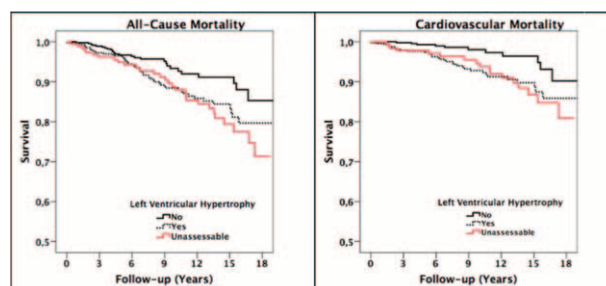 All-Cause Mortality
1,0
0,9
0,8
0,7
0,6
0,5
Survival
Left Ventricular Hypertrophy
No
Yes
Unassessable
0 3 6 9 12 15 18
Follow-up (Years)
Cardiovascular Mortality
1,0
0,9
0,8
0,7
0,6
0,5
Survival
Left Ventricular Hypertrophy
No
Yes
Unassessable
0 3 6 9 12 15 18
Follow-up (Years)